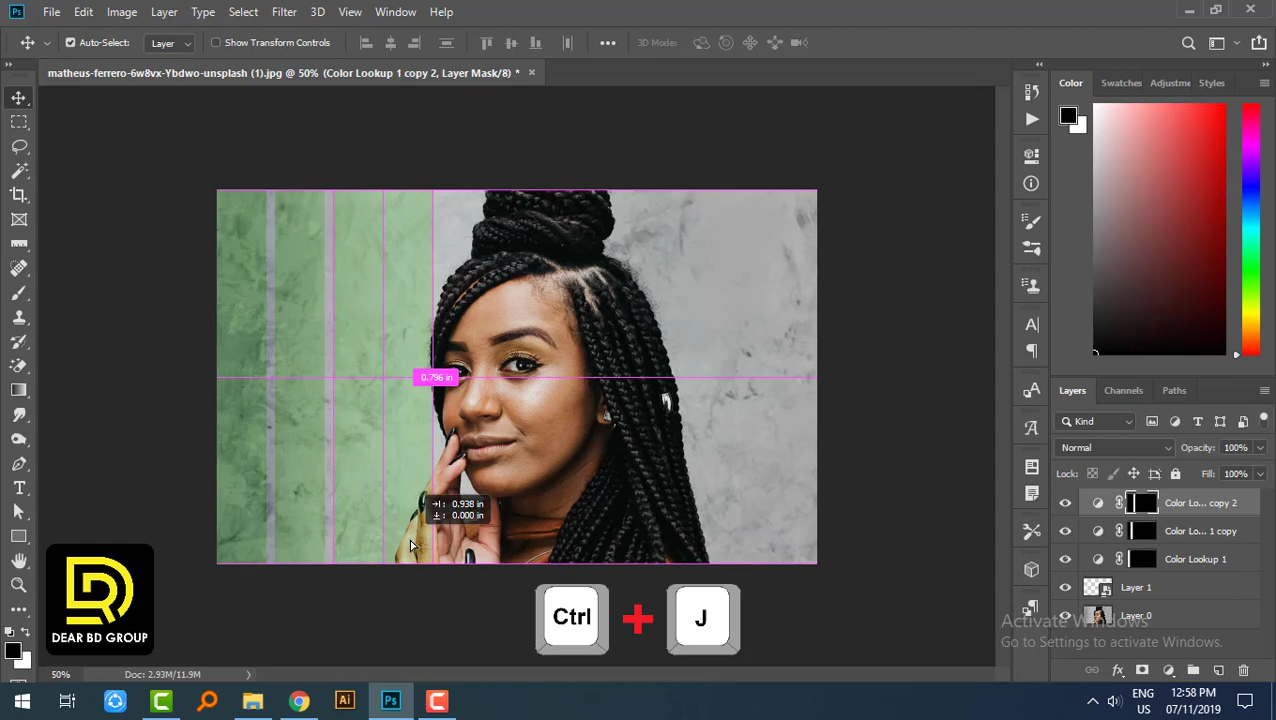 Ps File Edit Image Layer Type Select Filter 3D View Window Help
Auto-Select: Layer Show Transform Controls 3D Mode:
matheus-ferrero-6w8vx-Ybdwo-unsplash (1).jpg @ 50% (Color Lookup 1 copy 2, Layer Mask/8) * ×
Color Swatches Adjustme Styles
0.796 in
0.938 in
0.000 in
Layers Channels Paths
Kind
Normal Opacity: 100%
Lock: Fill: 100%
Color Lo... copy 2
Color Lo... 1 copy
Color Lookup 1
Layer 1
Layer 0
DEAR BD GROUP
Ctrl + J
Activate Windows
Go to Settings to activate Windows.
50% Doc: 2.93M/11.9M
Ai Ps
ENG
US
12:58 PM
07/11/2019